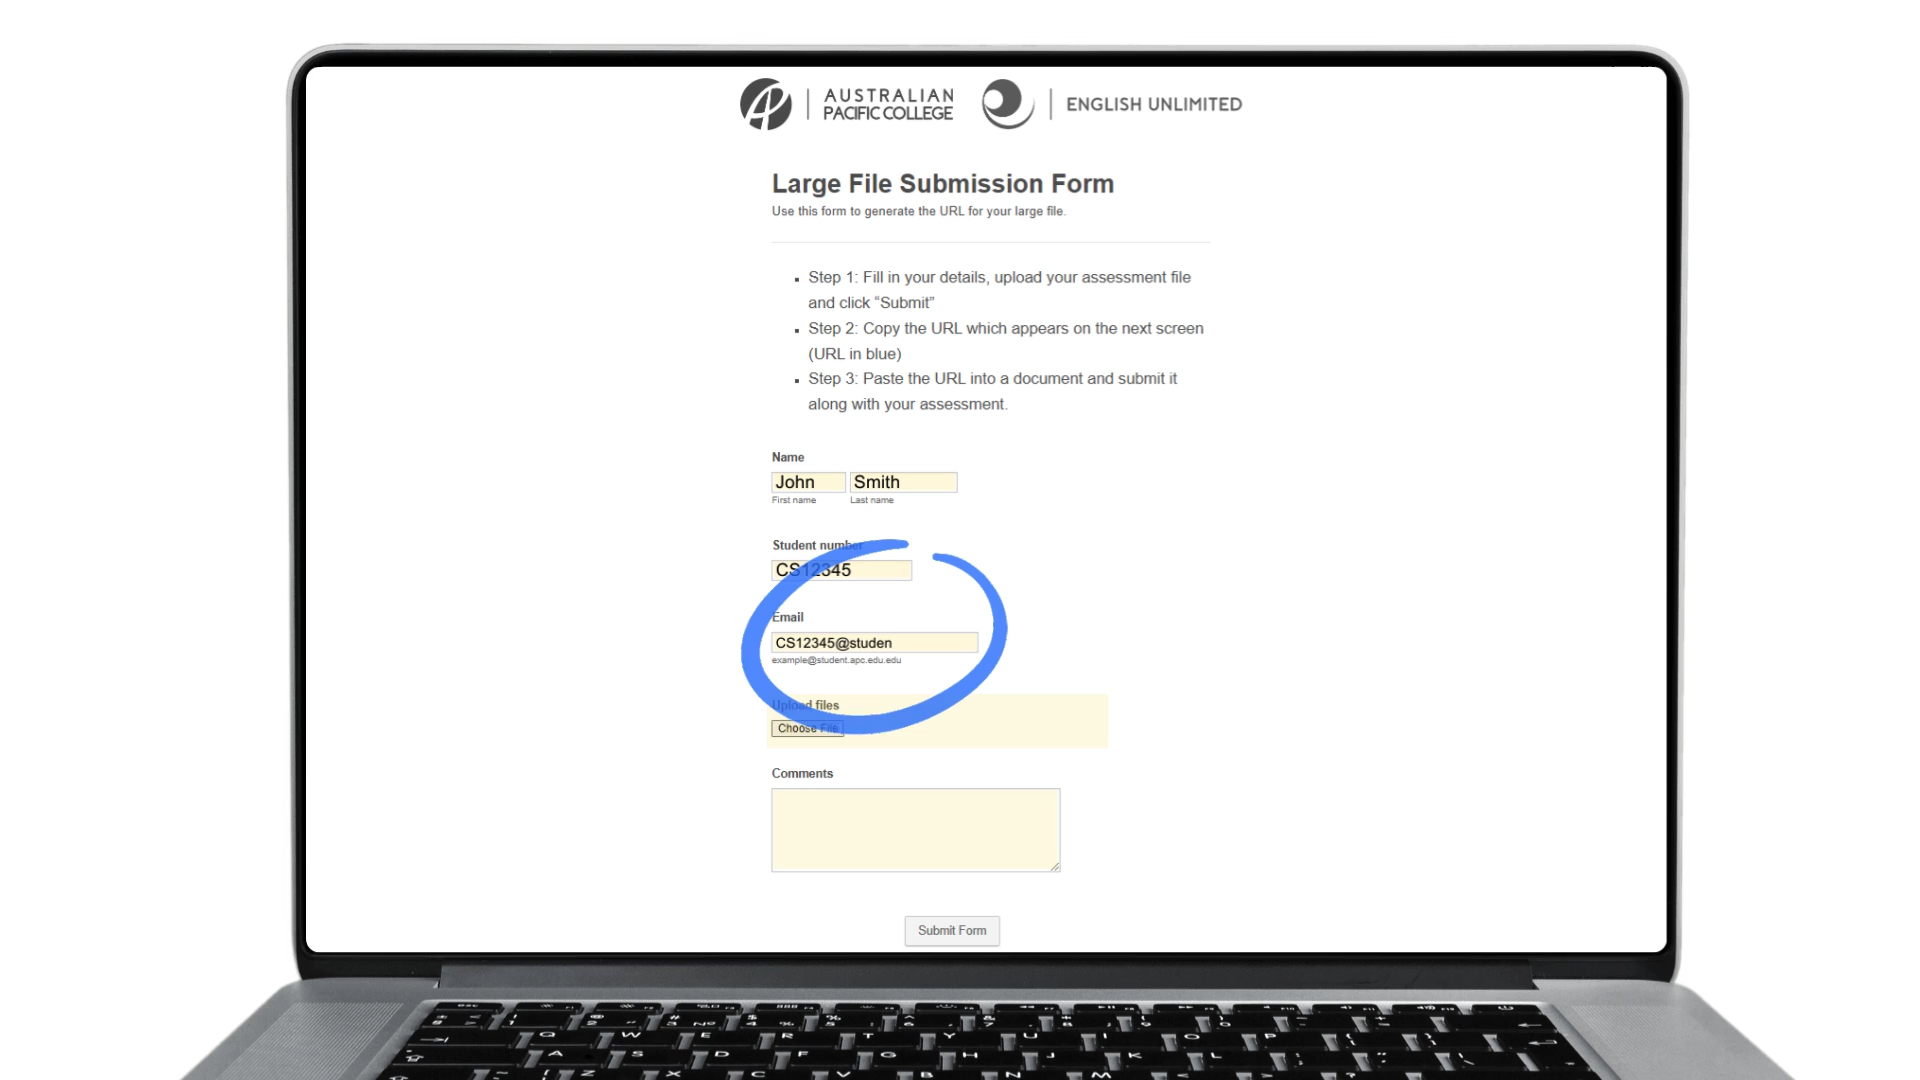 AUSTRALIAN
PACIFIC COLLEGE
ENGLISH UNLIMITED
Large File Submission Form
Use this form to generate the URL for your large file.
Step 1: Fill in your details, upload your assessment file
and click “Submit”
Step 2: Copy the URL which appears on the next screen
(URL in blue)
Step 3: Paste the URL into a document and submit it
along with your assessment.
Name
John Smith
First name Last name
Student number
CS12345
Email
CS12345@studen
example@student.apc.edu.edu
Upload files
Choose File
Comments
Submit Form
Q W E R T Y U I O P
A S D F G H J K L
Z X C V B N M